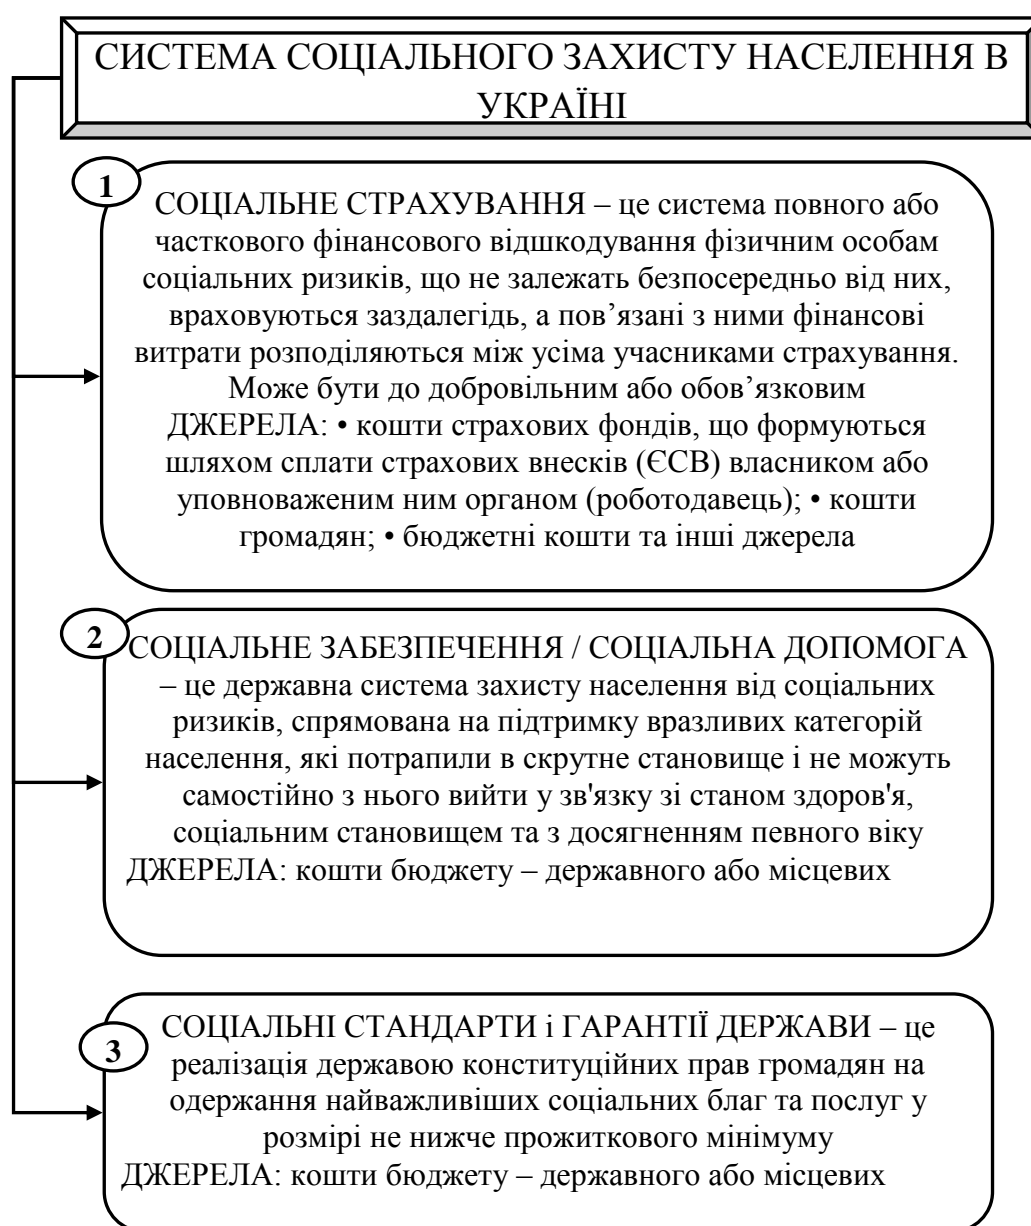 СИСТЕМА СОЦІАЛЬНОГО ЗАХИСТУ НАСЕЛЕННЯ В
УКРАЇНІ
1
СОЦІАЛЬНЕ СТРАХУВАННЯ – це система повного або
часткового фінансового відшкодування фізичним особам
соціальних ризиків, що не залежать безпосередньо від них,
враховуються заздалегідь, а пов’язані з ними фінансові
витрати розподіляються між усіма учасниками страхування.
Може бути до добровільним або обов’язковим
ДЖЕРЕЛА: • кошти страхових фондів, що формуються
шляхом сплати страхових внесків (ЄСВ) власником або
уповноваженим ним органом (роботодавець); • кошти
громадян; • бюджетні кошти та інші джерела
2
СОЦІАЛЬНЕ ЗАБЕЗПЕЧЕННЯ / СОЦІАЛЬНА ДОПОМОГА
– це державна система захисту населення від соціальних
ризиків, спрямована на підтримку вразливих категорій
населення, які потрапили в скрутне становище і не можуть
самостійно з нього вийти у зв'язку зі станом здоров'я,
соціальним становищем та з досягненням певного віку
ДЖЕРЕЛА: кошти бюджету – державного або місцевих
3
СОЦІАЛЬНІ СТАНДАРТИ і ГАРАНТІЇ ДЕРЖАВИ – це
реалізація державою конституційних прав громадян на
одержання найважливіших соціальних благ та послуг у
розмірі не нижче прожиткового мінімуму
ДЖЕРЕЛА: кошти бюджету – державного або місцевих